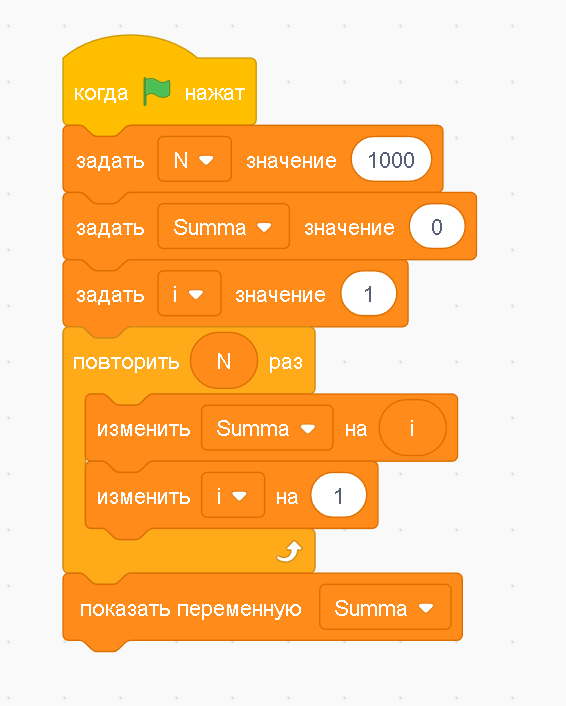 когда нажат
задать N значение 1000
задать Summa значение 0
задать i значение 1
повторить N раз
изменить Summa на i
изменить i на 1
показать переменную Summa